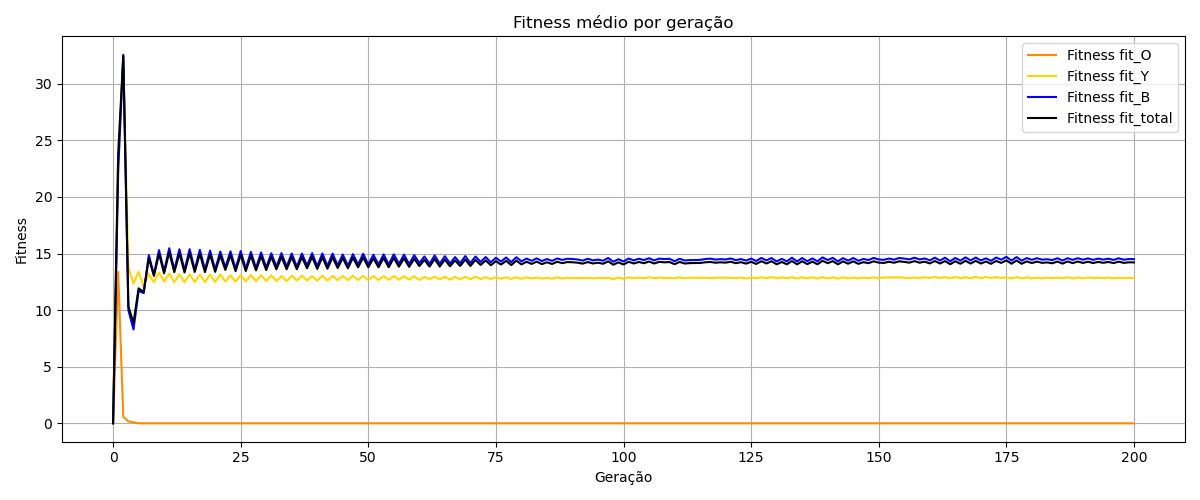 Fitness médio por geração
Fitness
30
25
20
15
10
5
0
Fitness fit_O
Fitness fit_Y
Fitness fit_B
Fitness fit_total
0 25 50 75 100 125 150 175 200
Geração